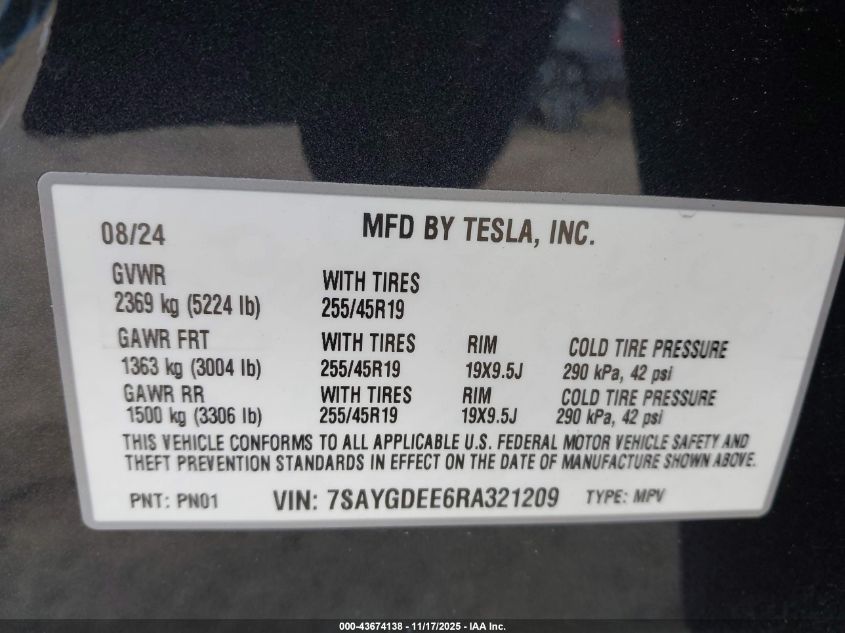 08/24 MFD BY TESLA, INC.
GVWR WITH TIRES
2369 kg (5224 lb) 255/45R19
GAWR FRT WITH TIRES RIM COLD TIRE PRESSURE
1363 kg (3004 lb) 255/45R19 19X9.5J 290 kPa, 42 psi
GAWR RR WITH TIRES RIM COLD TIRE PRESSURE
1500 kg (3306 lb) 255/45R19 19X9.5J 290 kPa, 42 psi
THIS VEHICLE CONFORMS TO ALL APPLICABLE U.S. FEDERAL MOTOR VEHICLE SAFETY AND
THEFT PREVENTION STANDARDS IN EFFECT ON THE DATE OF MANUFACTURE SHOWN ABOVE.
PNT: PN01 VIN: 7SAYGDEE6RA321209 TYPE: MPV
000-43674138 - 11/17/2025 - IAA Inc.